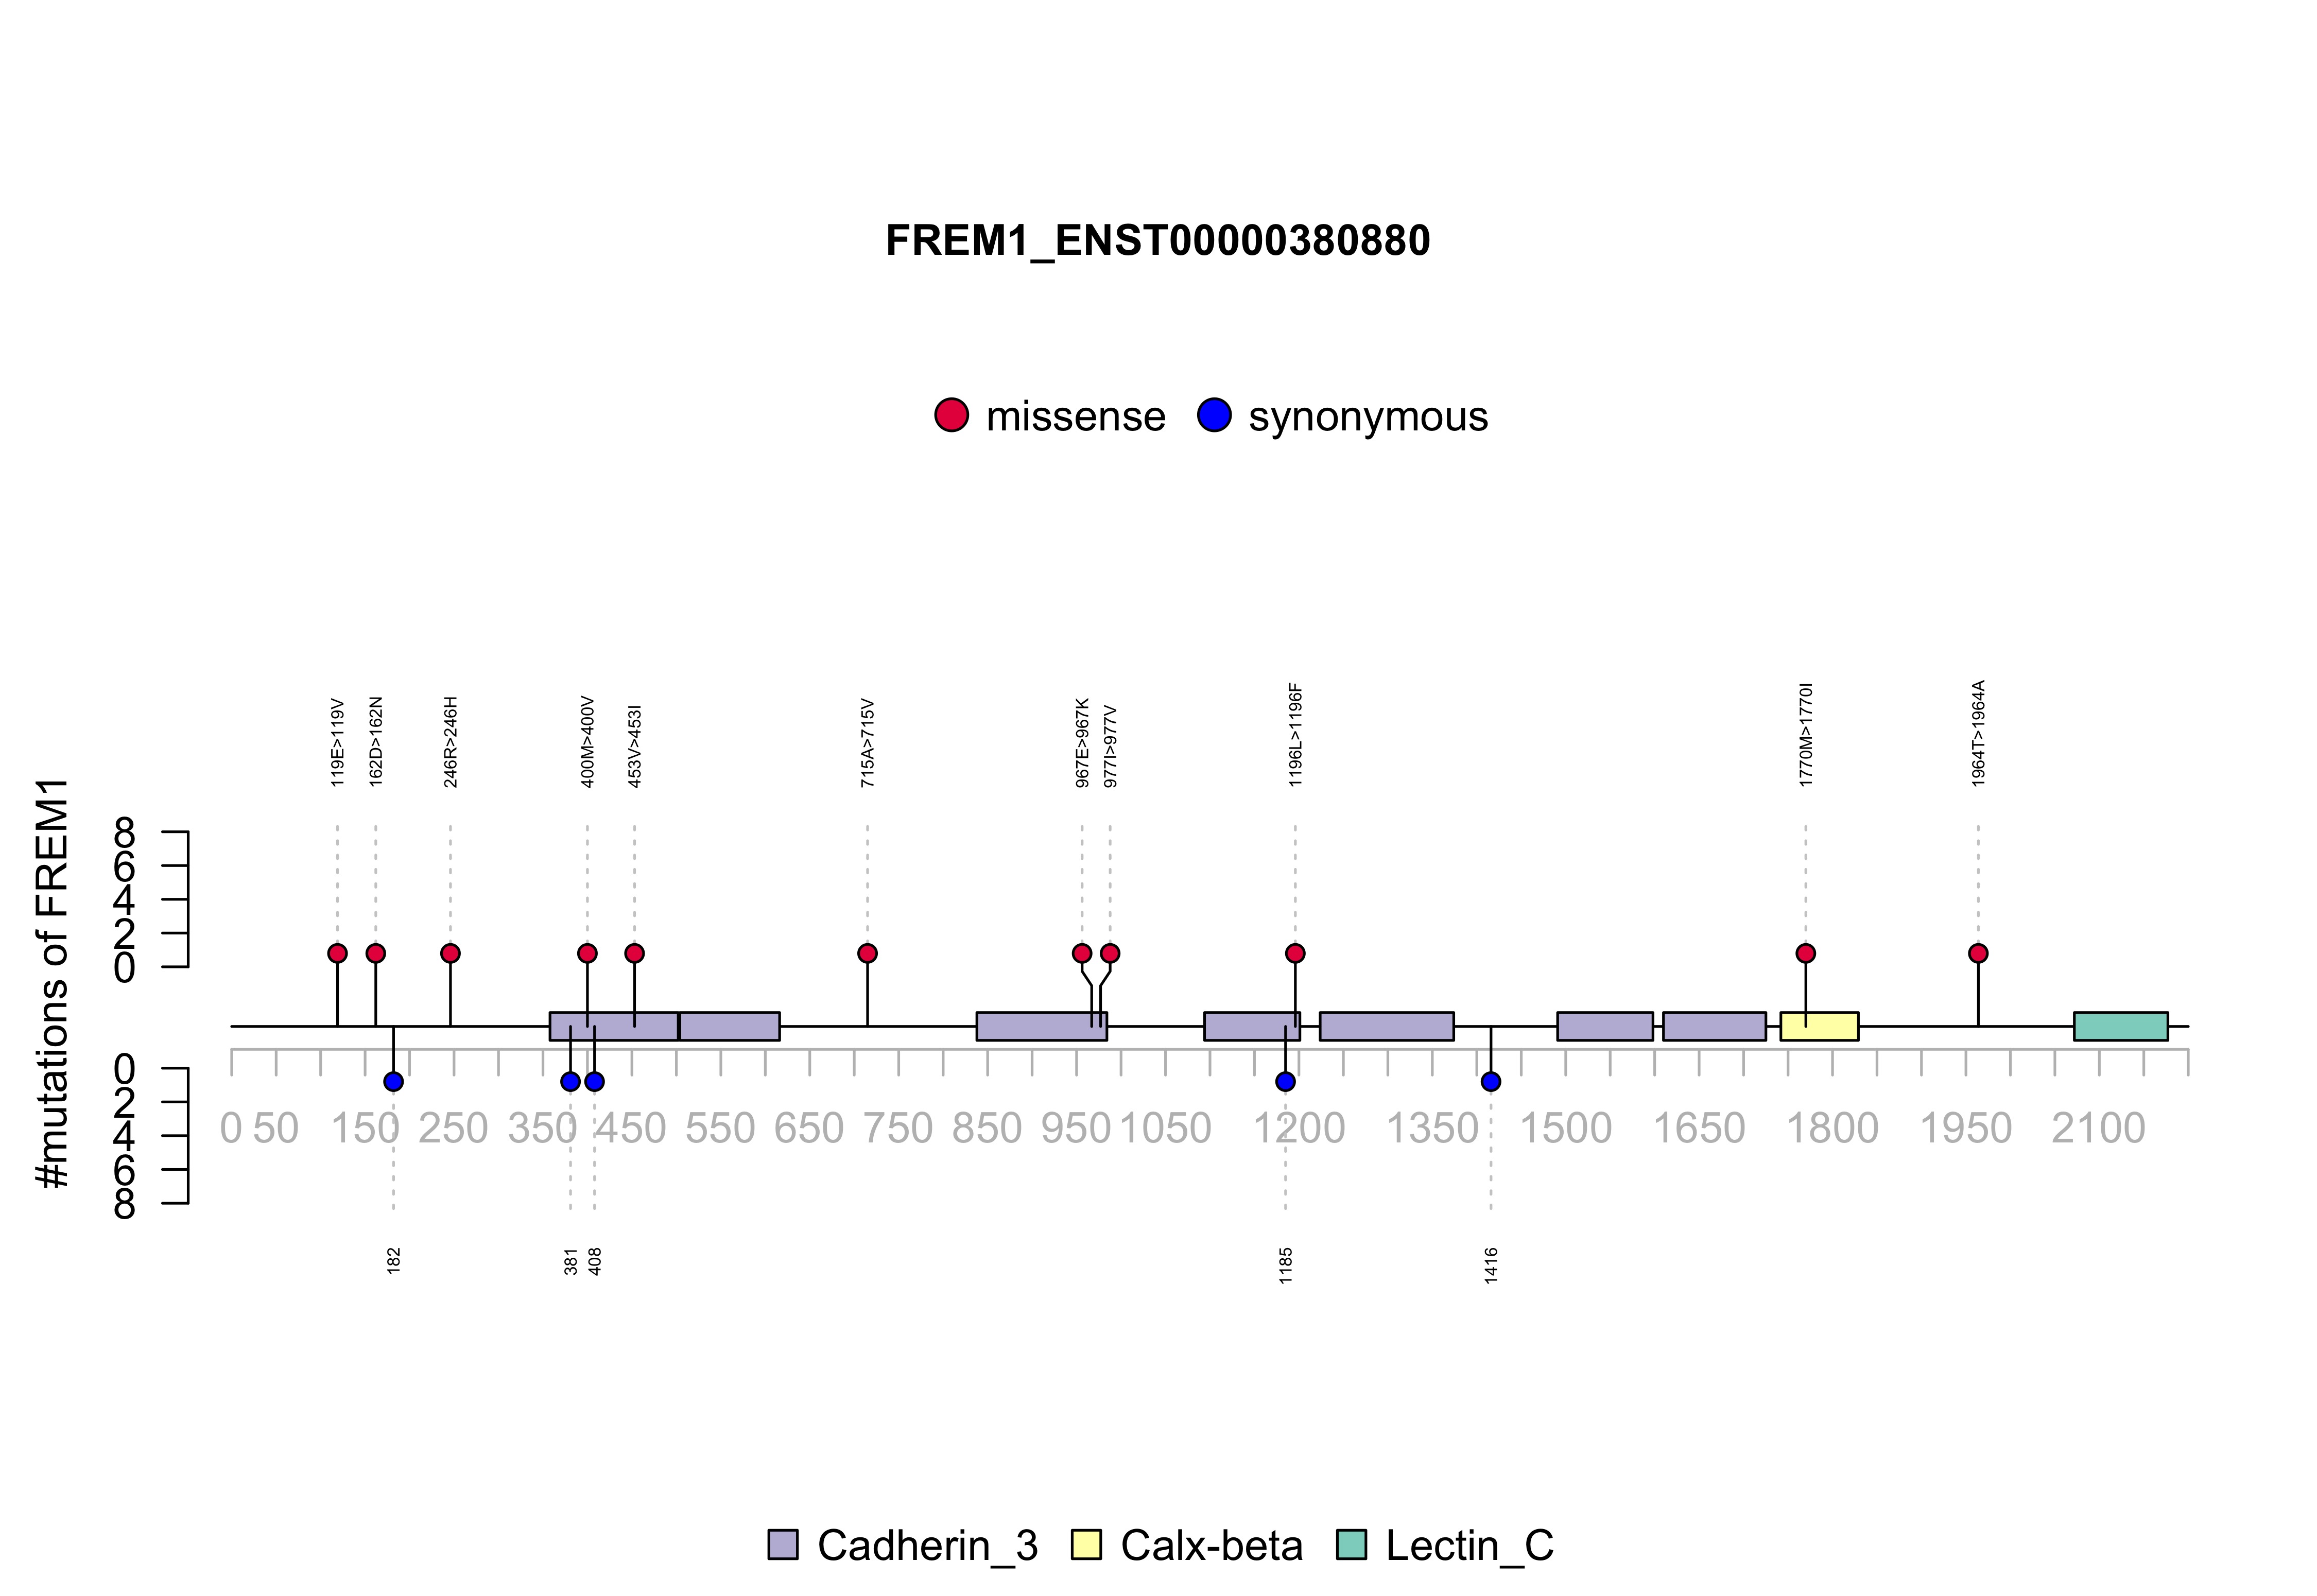 FREM1_ENST00000380880
missense synonymous
119E>119V
162D>162N
246R>246H
400M>400V
453V>453I
715A>715V
967E>967K
977I>977V
1196L>1196F
1770M>1770I
1964T>1964A
#mutations of FREM1
8
6
4
2
0
0
2
4
6
8
0 50 150 250 350 450 550 650 750 850 950 1050 1200 1350 1500 1650 1800 1950 2100
182
381
408
1185
1416
Cadherin_3 Calx-beta Lectin_C